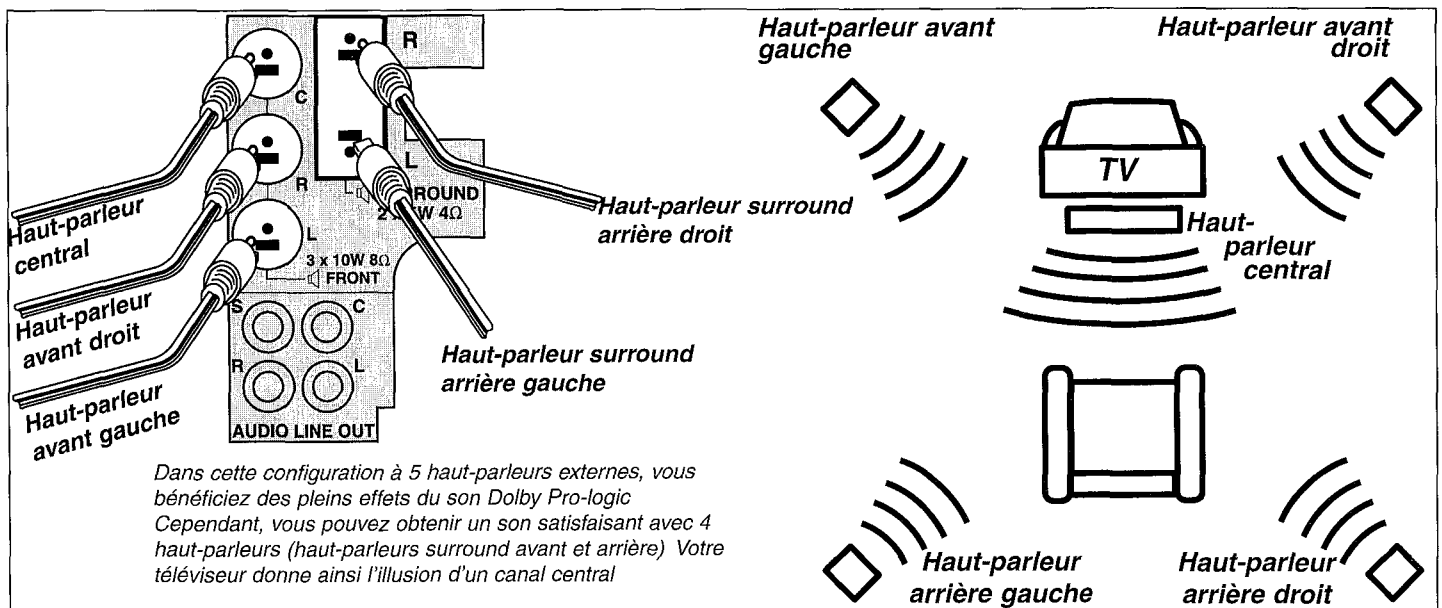 R
C
L
R
SURROUND
4Ω
L
3 x 10W 8Ω
FRONT
S
C
R
L
AUDIO LINE OUT
Haut-parleur
central
Haut-parleur
avant droit
Haut-parleur
avant gauche
Haut-parleur surround
arrière droit
Haut-parleur surround
arrière gauche
Dans cette configuration à 5 haut-parleurs externes, vous
bénéficiez des pleins effets du son Dolby Pro-logic
Cependant, vous pouvez obtenir un son satisfaisant avec 4
haut-parleurs (haut-parleurs surround avant et arrière) Votre
téléviseur donne ainsi l'illusion d'un canal central
Haut-parleur avant
gauche
Haut-parleur avant
droit
TV
Haut-
parleur
central
Haut-parleur
arrière gauche
Haut-parleur
arrière droit